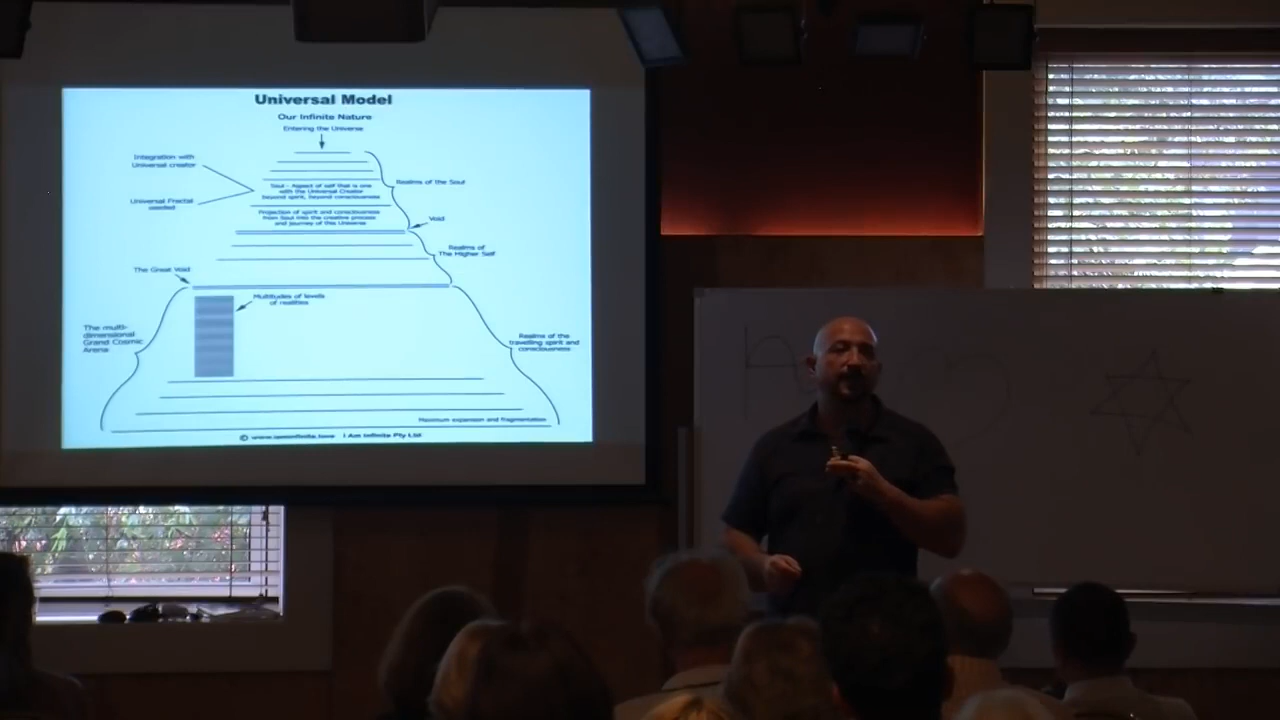 Universal Model
Our Infinite Nature
Entering the Universe
Integration with
Universal creator
Universal Fractal
seeded
Soul - Aspect of self that is one
with the Universal Creator
beyond spirit, beyond consciousness
Realms of the Soul
Projection of spirit and consciousness
from Soul into the creative process
and journey of this Universe
Void
Realms of
The Higher Self
The Great Void
Multitudes of levels
of realities
The multi-
dimensional
Grand Cosmic
Arena
Realms of the
travelling spirit and
consciousness
Maximum expansion and fragmentation
© www.iaminfinite.love I Am Infinite Pty Ltd